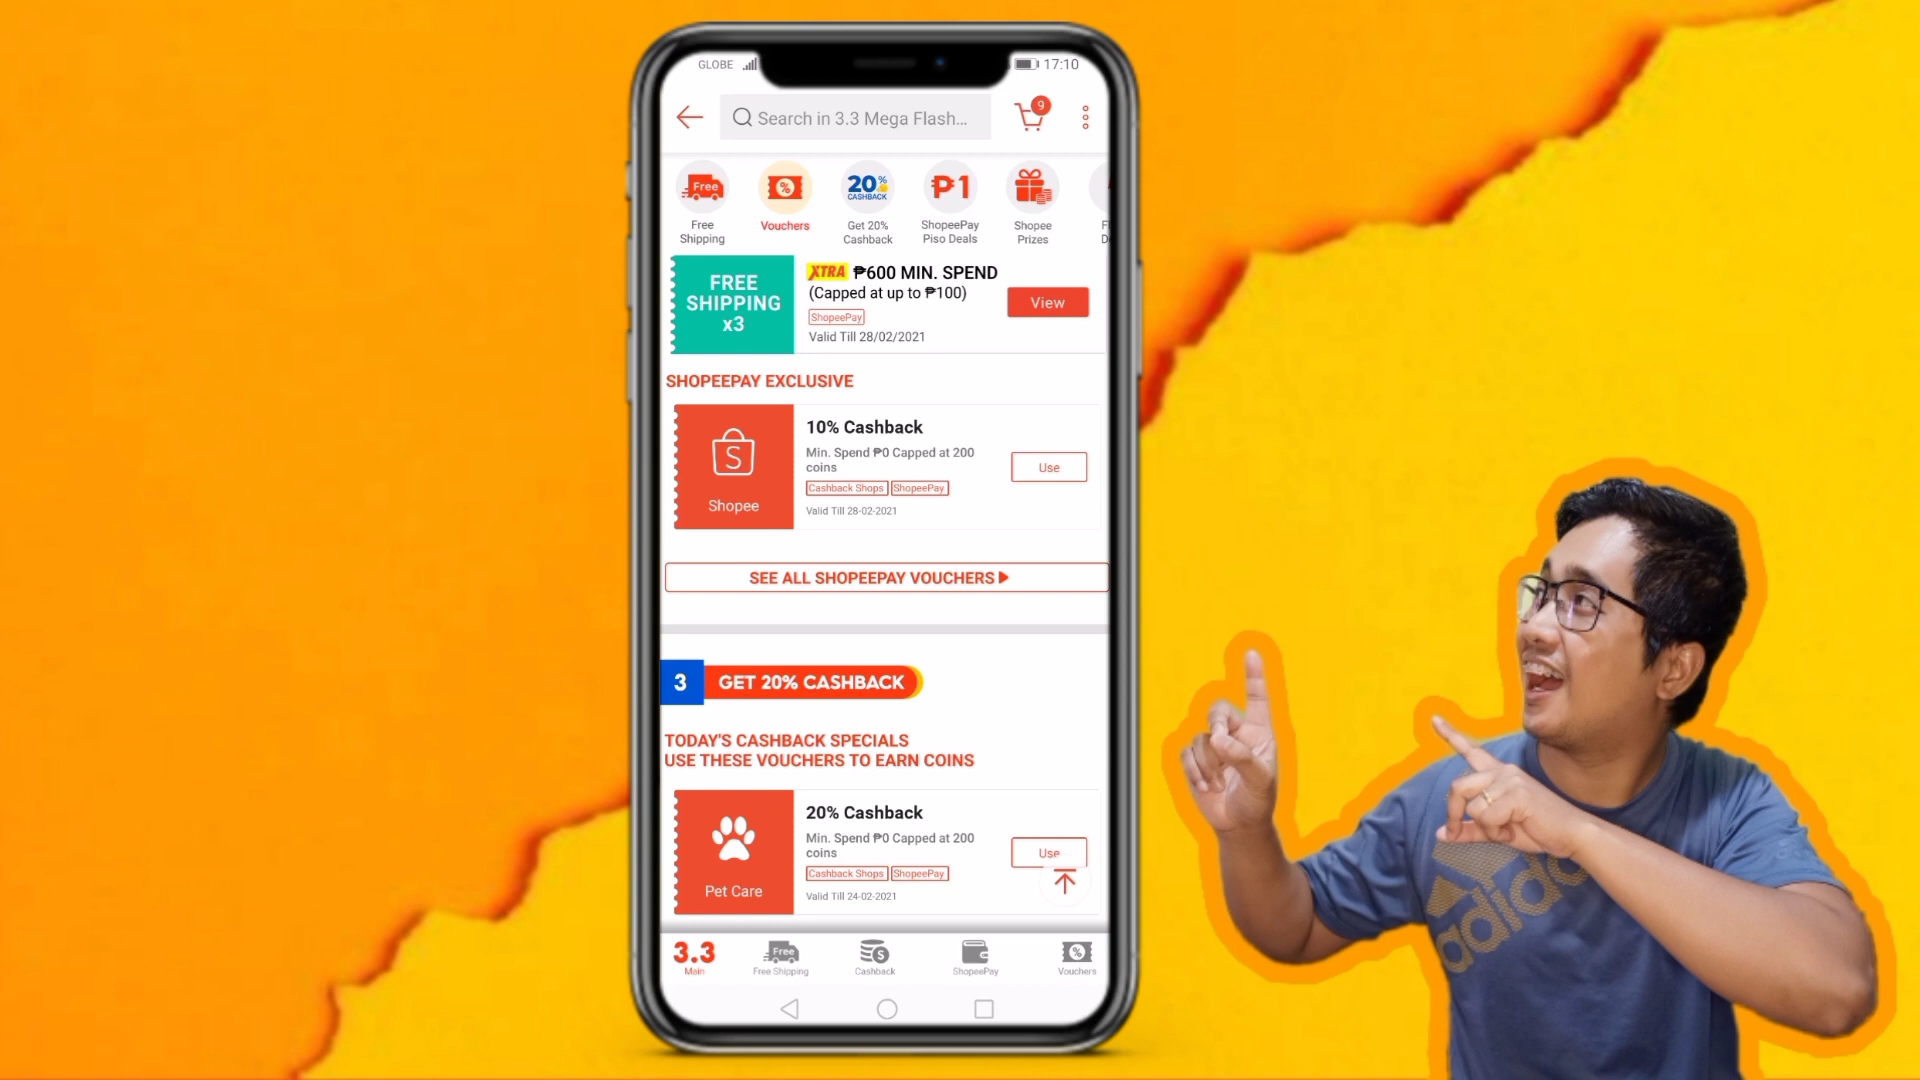 GLOBE 17:10
Search in 3.3 Mega Flash...
9
Free
20%
CASHBACK
₱1
Free
Shipping
Vouchers
Get 20%
Cashback
ShopeePay
Piso Deals
Shopee
Prizes
FREE
SHIPPING
x3
XTRA ₱600 MIN. SPEND
(Capped at up to ₱100)
ShopeePay
Valid Till 28/02/2021
View
SHOPEEPAY EXCLUSIVE
Shopee
10% Cashback
Min. Spend ₱0 Capped at 200
coins
Cashback Shops ShopeePay
Valid Till 28-02-2021
Use
SEE ALL SHOPEEPAY VOUCHERS
3 GET 20% CASHBACK
TODAY'S CASHBACK SPECIALS
USE THESE VOUCHERS TO EARN COINS
Pet Care
20% Cashback
Min. Spend ₱0 Capped at 200
coins
Cashback Shops ShopeePay
Valid Till 24-02-2021
Use
3.3
Main
Free
Free Shipping
Cashback
ShopeePay
Vouchers
adidas